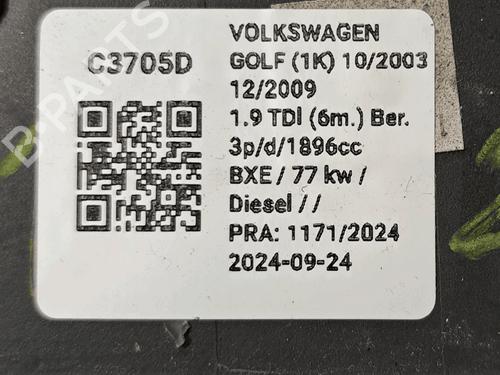 C3705D
VOLKSWAGEN
GOLF (1K) 10/2003
12/2009
1.9 TDI (6m.) Ber.
3p/d/1896cc
BXE / 77 kw /
Diesel / /
PRA: 1171/2024
2024-09-24
B-PARTS